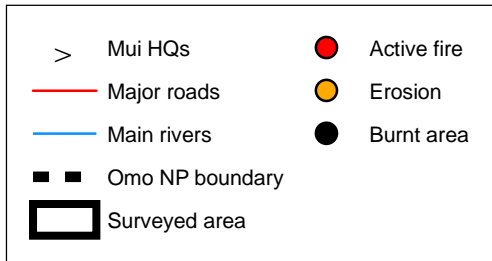 > Mui HQs
Major roads
Main rivers
Omo NP boundary
Surveyed area
Active fire
Erosion
Burnt area